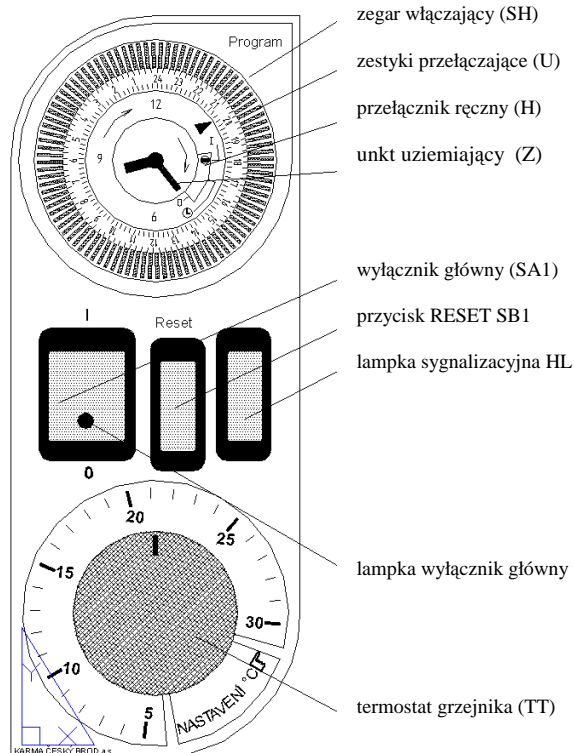 zegar włączający (SH)
Program
zestyki przełączające (U)
przełącznik ręczny (H)
unkt uziemiający (Z)
24
12
9
6
I
0
wyłącznik główny (SA1)
przycisk RESET SB1
lampka sygnalizacyjna HL
I
Reset
0
lampka wyłącznik główny
termostat grzejnika (TT)
20
25
15
30
10
5
NASTAVENÍ °C
KARMA ČESKÝ BROD a.s.